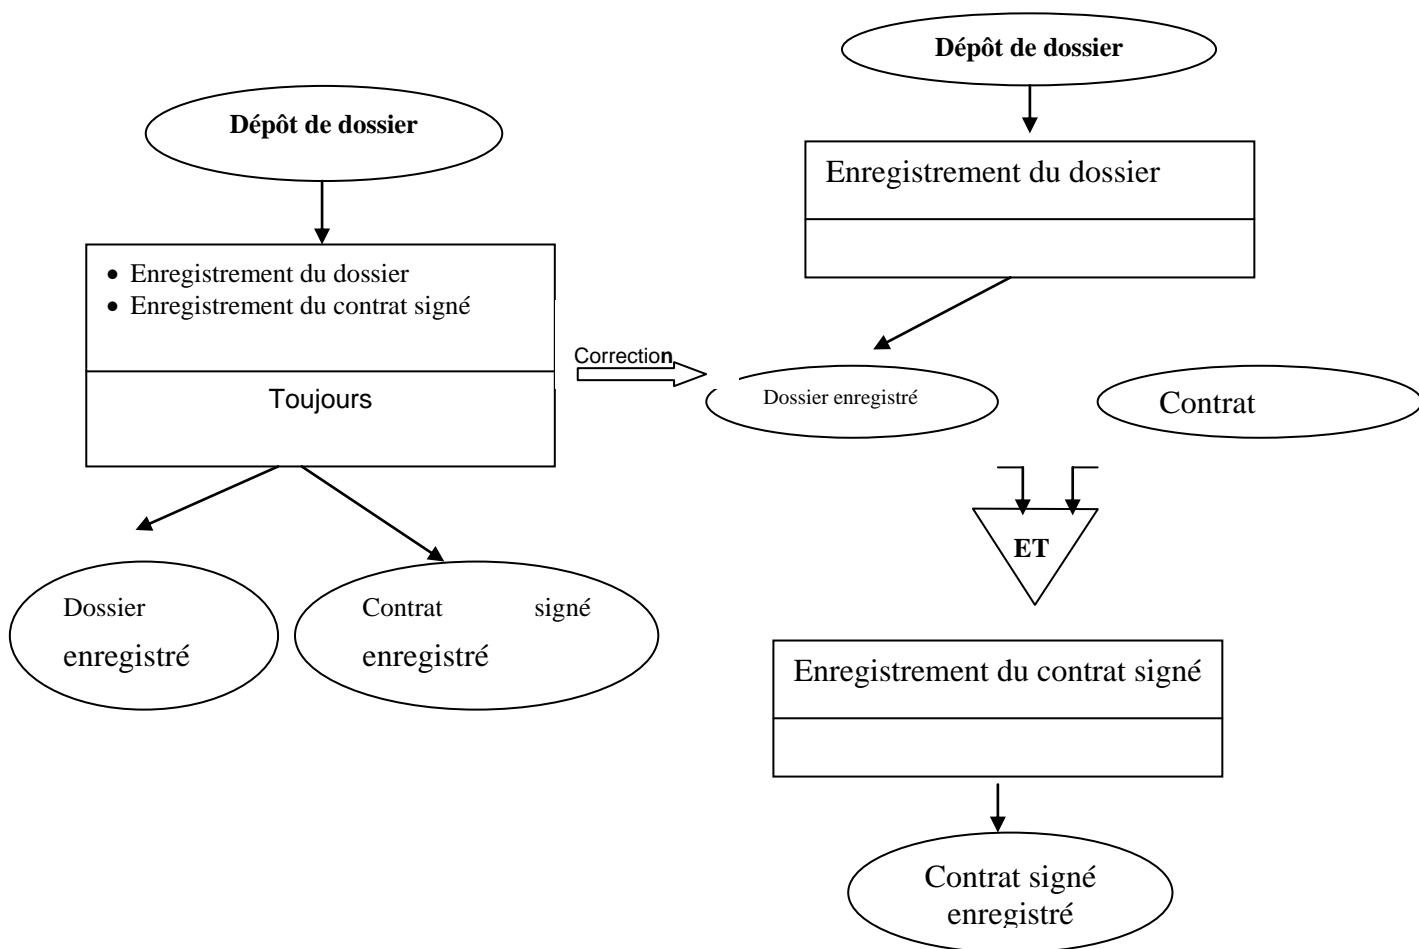 Dépôt de dossier
• Enregistrement du dossier
• Enregistrement du contrat signé
Toujours
Dossier
enregistré
Contrat signé
enregistré
Correction
Dépôt de dossier
Enregistrement du dossier
Dossier enregistré
Contrat
ET
Enregistrement du contrat signé
Contrat signé
enregistré